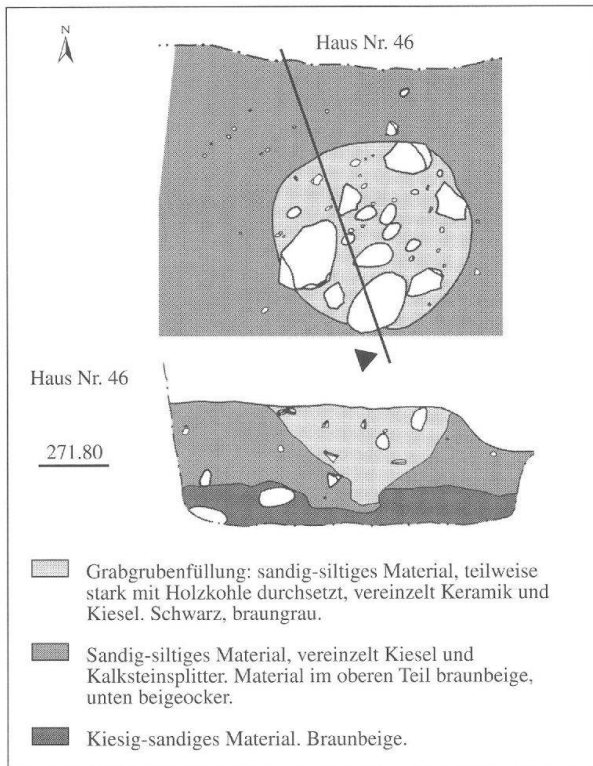 N
Haus Nr. 46
Haus Nr. 46
271.80
Grabgrubenfüllung: sandig-siltiges Material, teilweise
stark mit Holzkohle durchsetzt, vereinzelt Keramik und
Kiesel. Schwarz, braungrau.
Sandig-siltiges Material, vereinzelt Kiesel und
Kalksteinsplitter. Material im oberen Teil braunbeige,
unten beigeocker.
Kiesig-sandiges Material. Braunbeige.